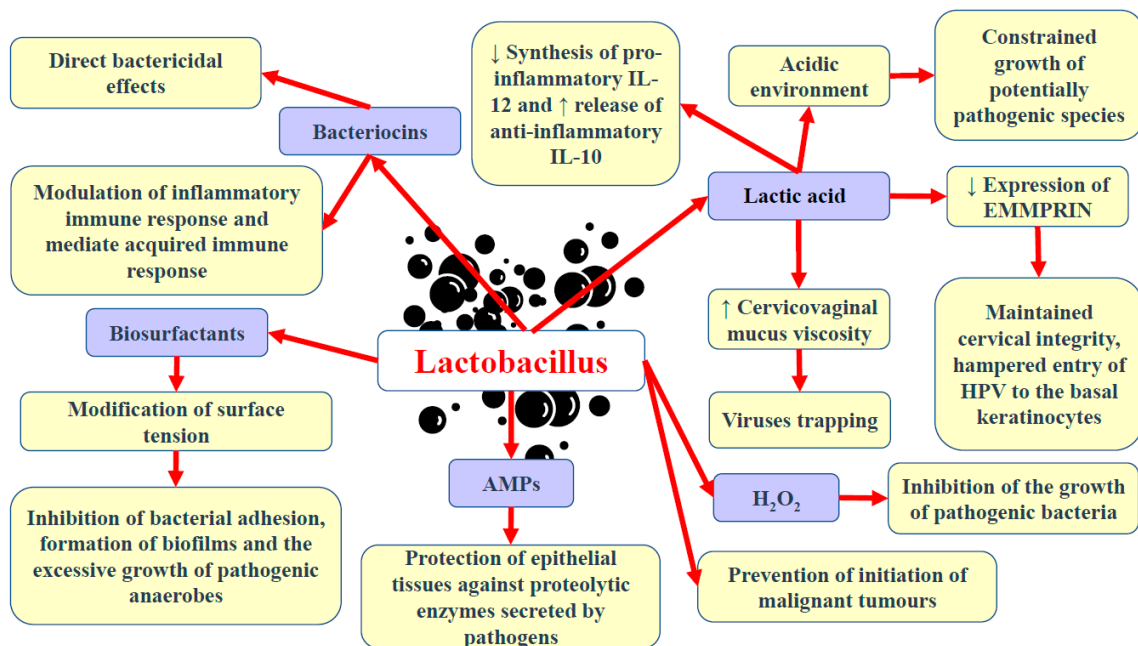 Direct bactericidal
effects
Bacteriocins
Modulation of inflammatory
immune response and
mediate acquired immune
response
↓ Synthesis of pro-
inflammatory IL-
12 and ↑ release of
anti-inflammatory
IL-10
Acidic
environment
Constrained
growth of
potentially
pathogenic species
Lactic acid
↓ Expression of
EMMPRIN
↑ Cervicovaginal
mucus viscosity
Viruses trapping
Maintained
cervical integrity,
hampered entry of
HPV to the basal
keratinocytes
Biosurfactants
Modification of surface
tension
Inhibition of bacterial adhesion,
formation of biofilms and the
excessive growth of pathogenic
anaerobes
Lactobacillus
AMPs
Protection of epithelial
tissues against proteolytic
enzymes secreted by
pathogens
H₂O₂
Inhibition of the growth
of pathogenic bacteria
Prevention of initiation of
malignant tumours